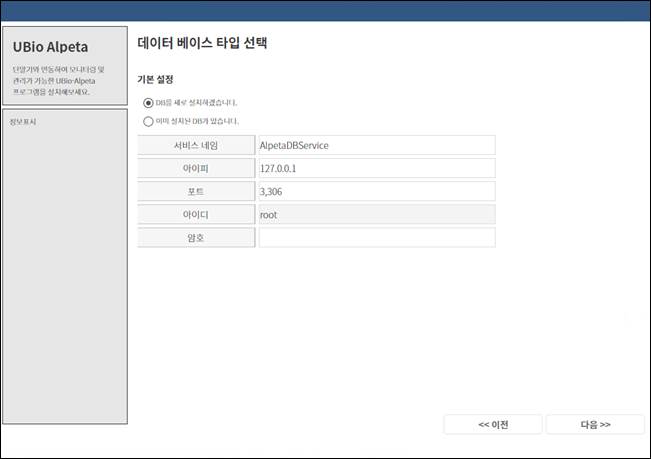 UBio Alpeta
단말기와 연동하여 모니터링 및
관리가 가능한 UBio-Alpeta
프로그램을 설치해보세요.
정보표시
데이터 베이스 타입 선택
기본 설정
DB를 새로 설치하겠습니다.
이미 설치된 DB가 있습니다.
서비스 네임 AlpetaDBService
아이피 127.0.0.1
포트 3,306
아이디 root
암호
<< 이전 다음 >>